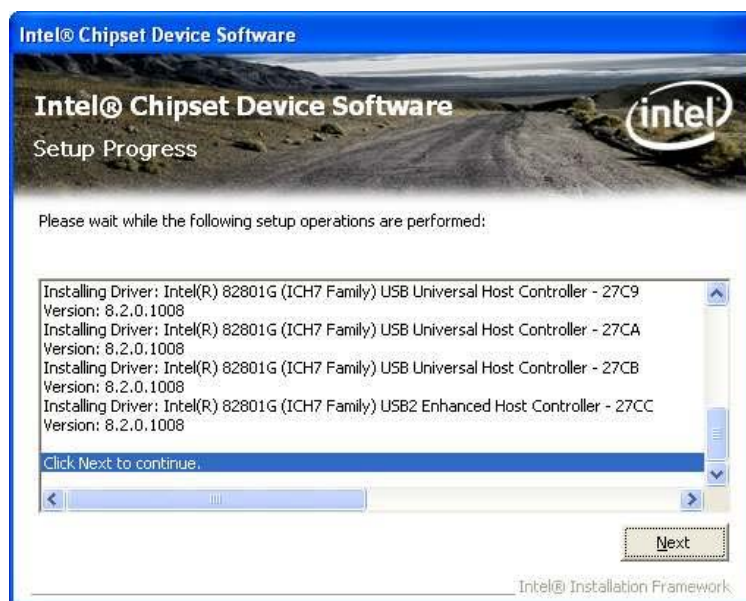 Intel® Chipset Device Software
Intel® Chipset Device Software
intel
Setup Progress
Please wait while the following setup operations are performed:
Installing Driver: Intel(R) 82801G (ICH7 Family) USB Universal Host Controller - 27C9
Version: 8.2.0.1008
Installing Driver: Intel(R) 82801G (ICH7 Family) USB Universal Host Controller - 27CA
Version: 8.2.0.1008
Installing Driver: Intel(R) 82801G (ICH7 Family) USB Universal Host Controller - 27CB
Version: 8.2.0.1008
Installing Driver: Intel(R) 82801G (ICH7 Family) USB2 Enhanced Host Controller - 27CC
Version: 8.2.0.1008
Click Next to continue.
Next
Intel® Installation Framework